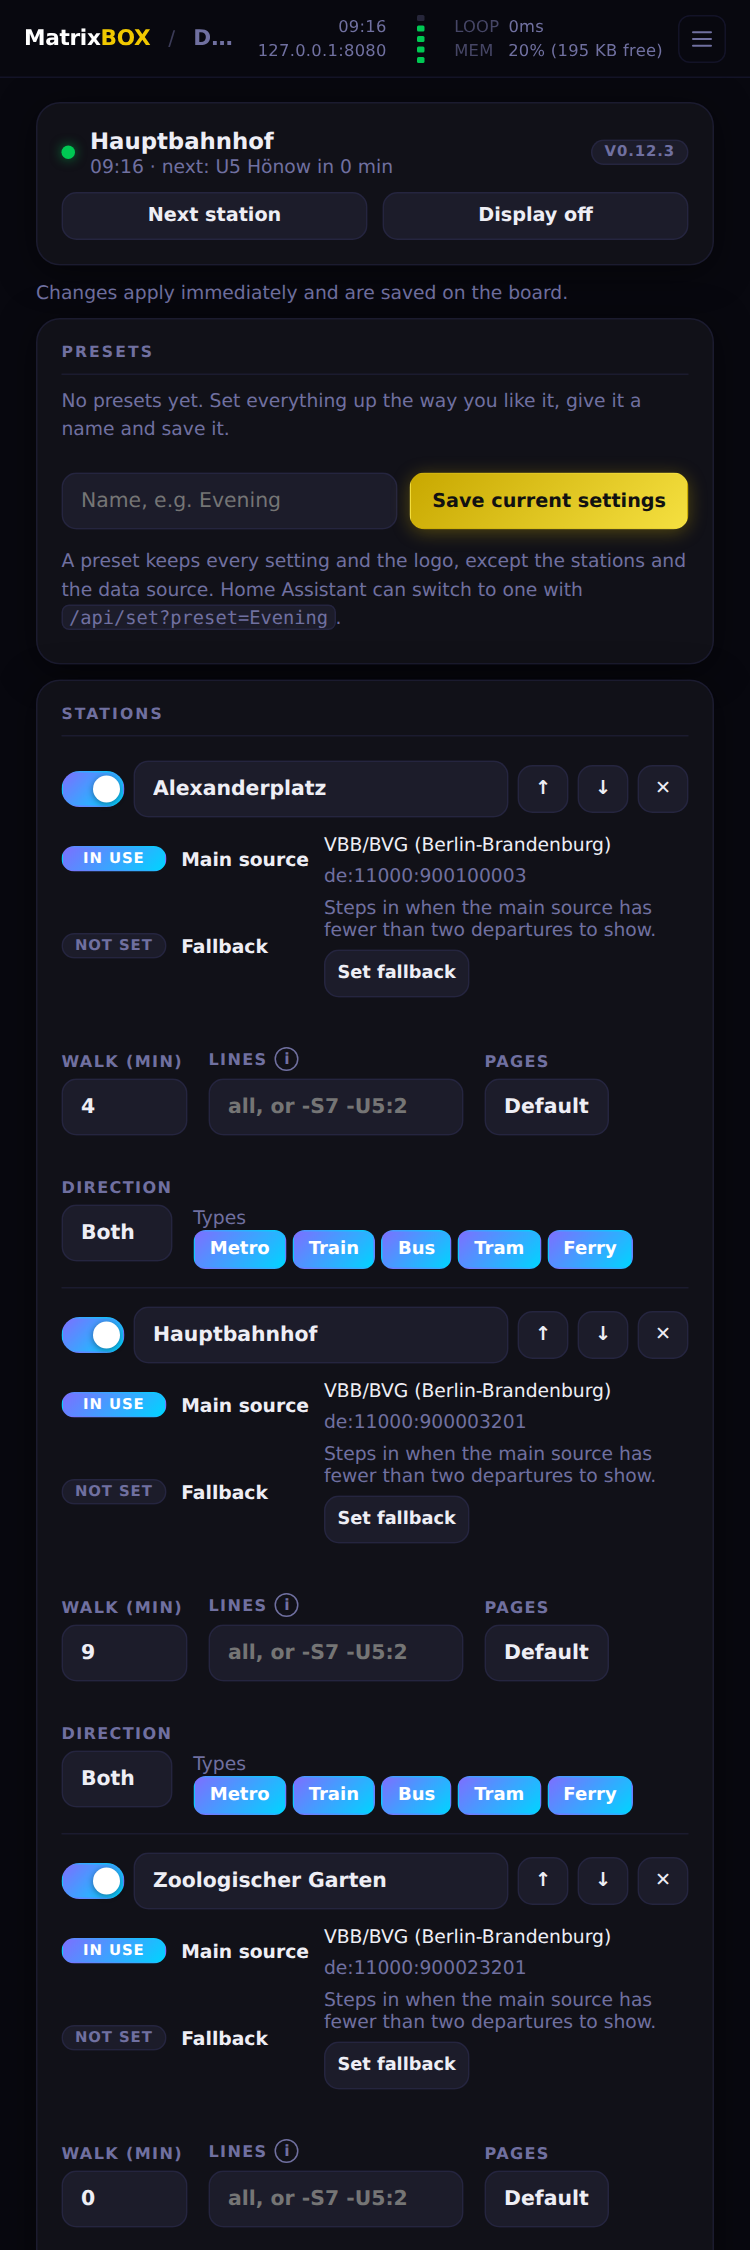 MatrixBOX / D... 09:16 LOOP 0ms
127.0.0.1:8080 MEM 20% (195 KB free)
Hauptbahnhof
09:16 · next: U5 Hönow in 0 min
V0.12.3
Next station Display off
Changes apply immediately and are saved on the board.
PRESETS
No presets yet. Set everything up the way you like it, give it a
name and save it.
Name, e.g. Evening Save current settings
A preset keeps every setting and the logo, except the stations and
the data source. Home Assistant can switch to one with
/api/set?preset=Evening.
STATIONS
Alexanderplatz ↑ ↓ ✕
IN USE Main source VBB/BVG (Berlin-Brandenburg)
de:11000:900100003
NOT SET Fallback Steps in when the main source has
fewer than two departures to show.
Set fallback
WALK (MIN) LINES i PAGES
4 all, or -S7 -U5:2 Default
DIRECTION
Both Types
Metro Train Bus Tram Ferry
Hauptbahnhof ↑ ↓ ✕
IN USE Main source VBB/BVG (Berlin-Brandenburg)
de:11000:900003201
NOT SET Fallback Steps in when the main source has
fewer than two departures to show.
Set fallback
WALK (MIN) LINES i PAGES
9 all, or -S7 -U5:2 Default
DIRECTION
Both Types
Metro Train Bus Tram Ferry
Zoologischer Garten ↑ ↓ ✕
IN USE Main source VBB/BVG (Berlin-Brandenburg)
de:11000:900023201
NOT SET Fallback Steps in when the main source has
fewer than two departures to show.
Set fallback
WALK (MIN) LINES i PAGES
0 all, or -S7 -U5:2 Default